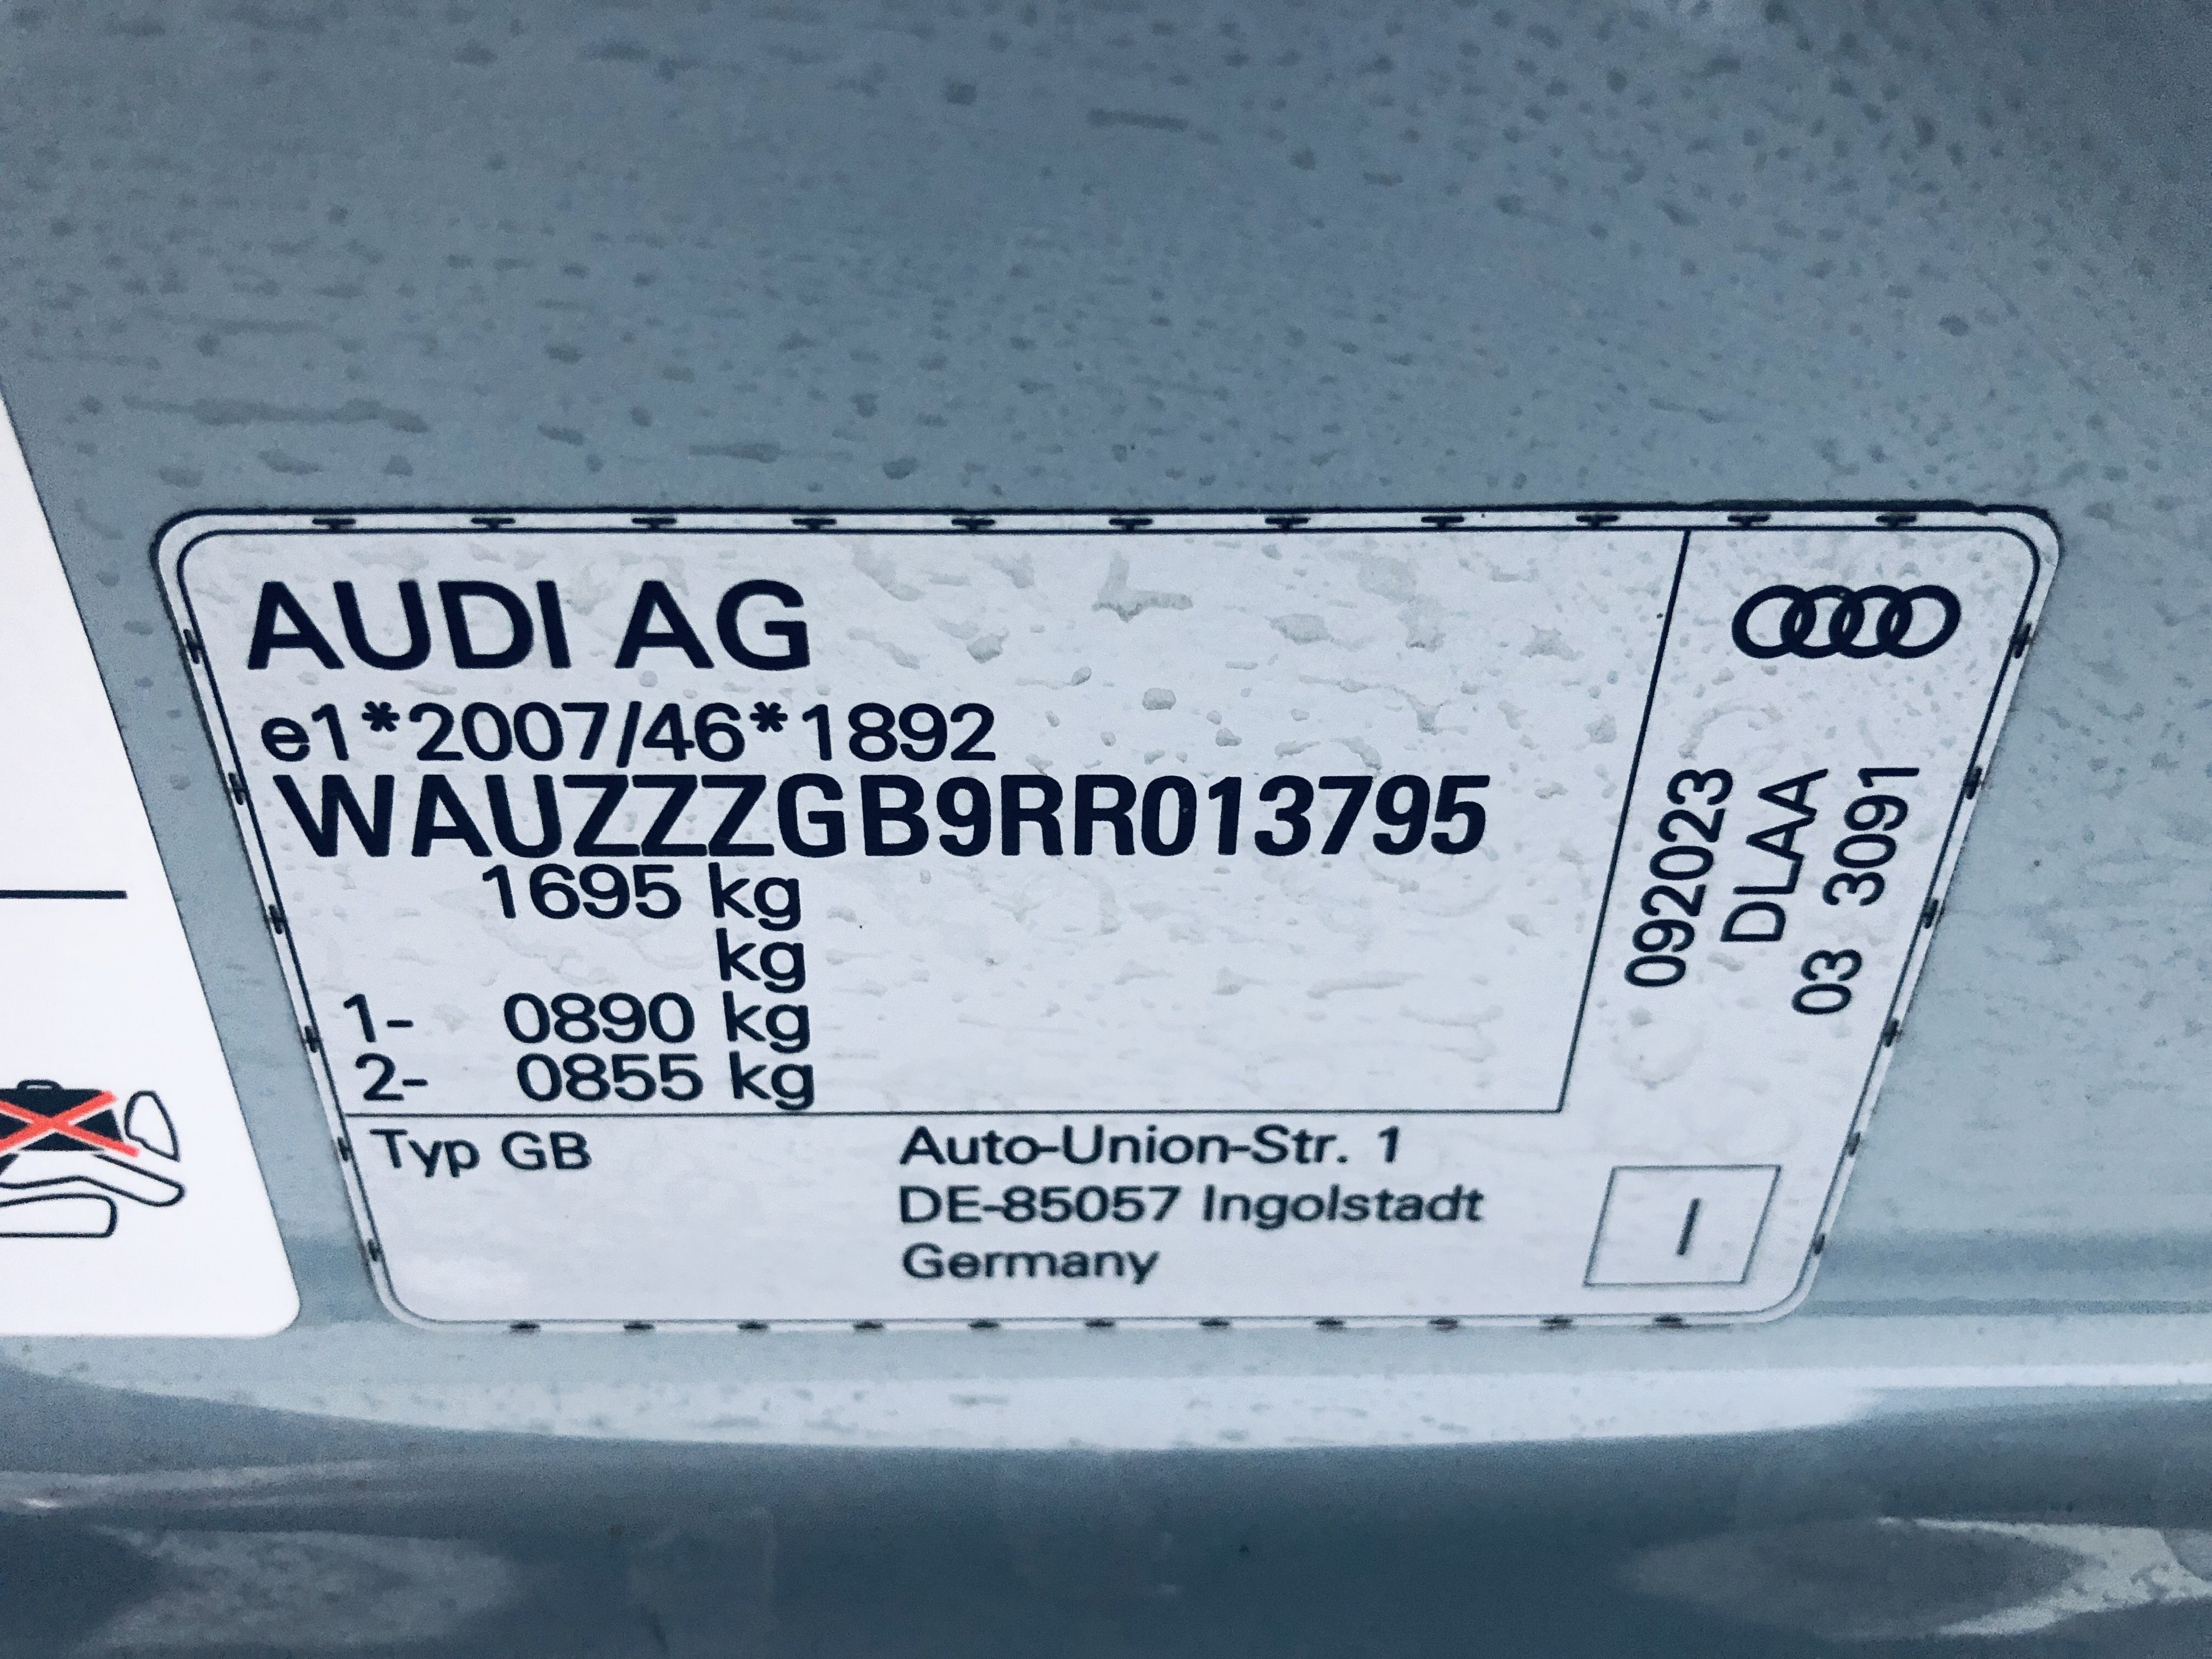 AUDI AG
e1*2007/46*1892
WAUZZZGB9RR013795
1695 kg
kg
1- 0890 kg
2- 0855 kg
Typ GB
Auto-Union-Str. 1
DE-85057 Ingolstadt
Germany
092023
DLAA
03 3091
I